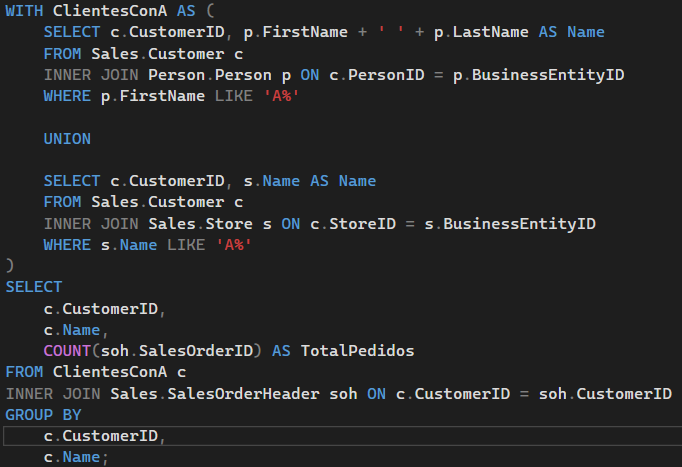 WITH ClientesConA AS (
    SELECT c.CustomerID, p.FirstName + ' ' + p.LastName AS Name
    FROM Sales.Customer c
    INNER JOIN Person.Person p ON c.PersonID = p.BusinessEntityID
    WHERE p.FirstName LIKE 'A%'

    UNION

    SELECT c.CustomerID, s.Name AS Name
    FROM Sales.Customer c
    INNER JOIN Sales.Store s ON c.StoreID = s.BusinessEntityID
    WHERE s.Name LIKE 'A%'
)
SELECT
    c.CustomerID,
    c.Name,
    COUNT(soh.SalesOrderID) AS TotalPedidos
FROM ClientesConA c
INNER JOIN Sales.SalesOrderHeader soh ON c.CustomerID = soh.CustomerID
GROUP BY
    c.CustomerID,
    c.Name;